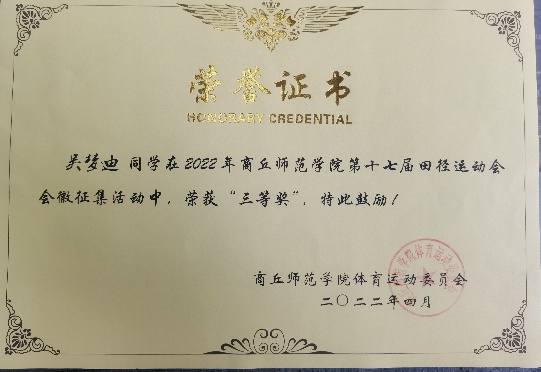 荣誉证书
HONORARY CREDENTIAL
吴梦迪 同学在2022年商丘师范学院第十七届田径运动会
会徽征集活动中，荣获“三等奖”，特此鼓励！
商丘师范学院体育运动委员会
二〇二二年四月